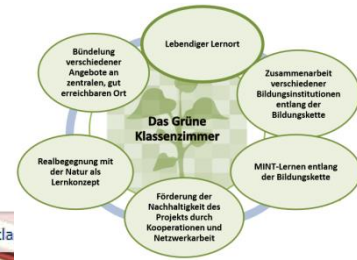 Lebendiger Lernort
Bündelung
verschiedener
Angebote an
zentralen, gut
erreichbaren Ort
Zusammenarbeit
verschiedener
Bildungsinstitutionen
entlang der
Bildungskette
Das Grüne
Klassenzimmer
Realbegegnung mit
der Natur als
Lernkonzept
MINT-Lernen entlang
der Bildungskette
Förderung der
Nachhaltigkeit des
Projekts durch
Kooperationen und
Netzwerkarbeit